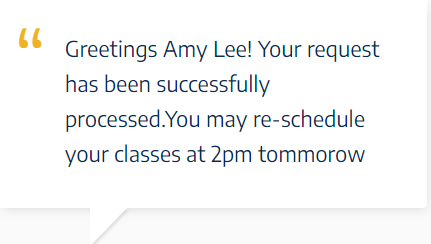 “
Greetings Amy Lee! Your request
has been successfully
processed.You may re-schedule
your classes at 2pm tommorow